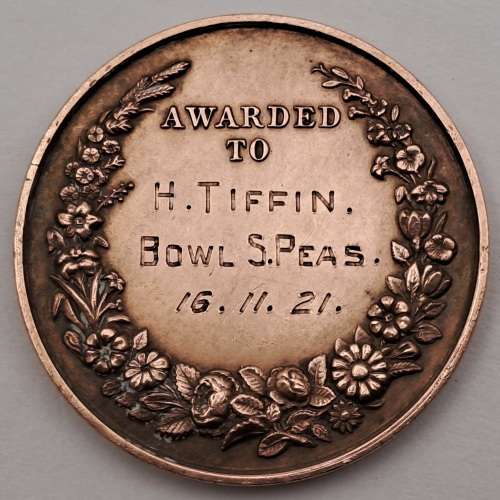 AWARDED
TO
H. TIFFIN.
BOWL S. PEAS.
16.11.21.